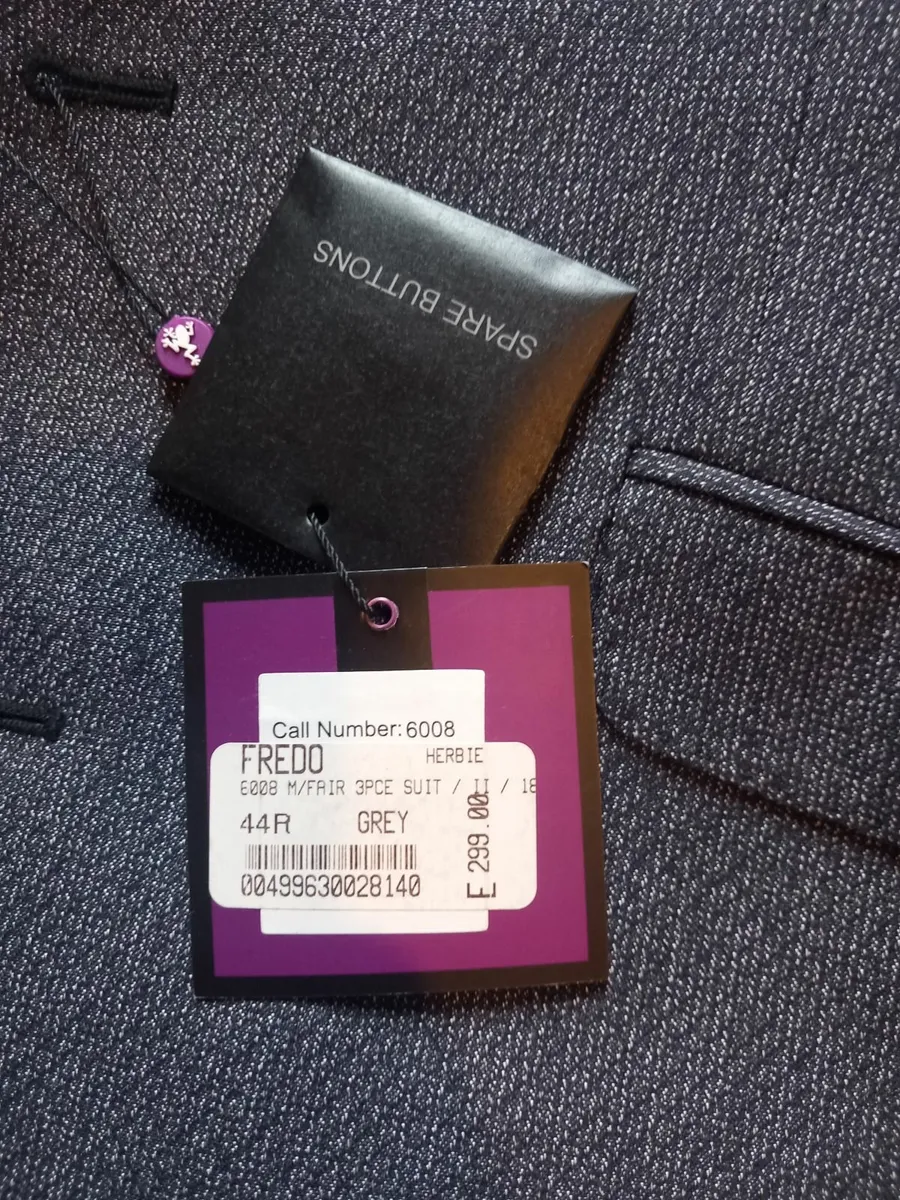 SPARE BUTTONS
Call Number: 6008
FREDO HERBIE
6008 M/FAIR 3PCE SUIT / II / 18
44R GREY
£ 299.00
00499630028140